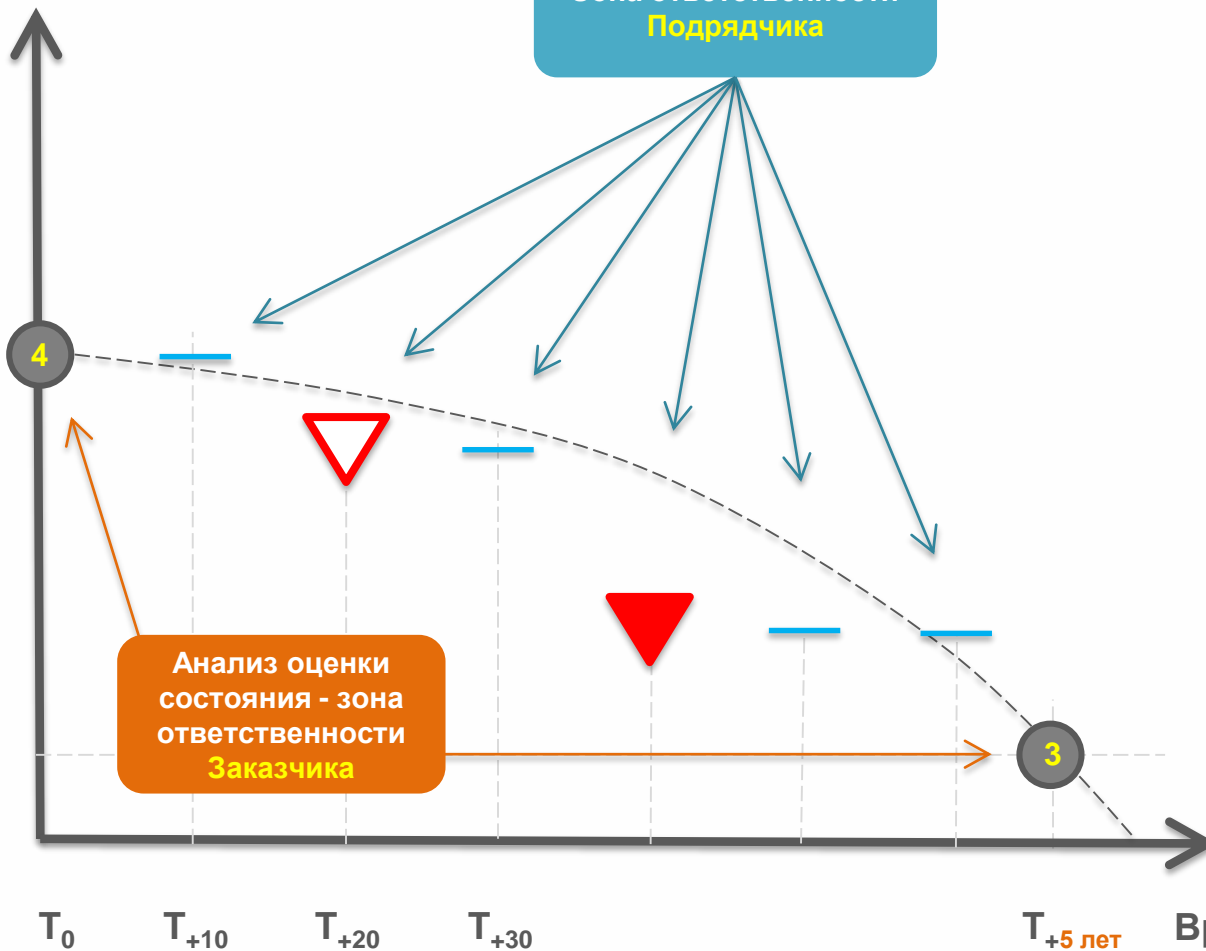 Подрядчика
4
Анализ оценки
состояния - зона
ответственности
Заказчика
3
T0 T+10 T+20 T+30 T+5 лет